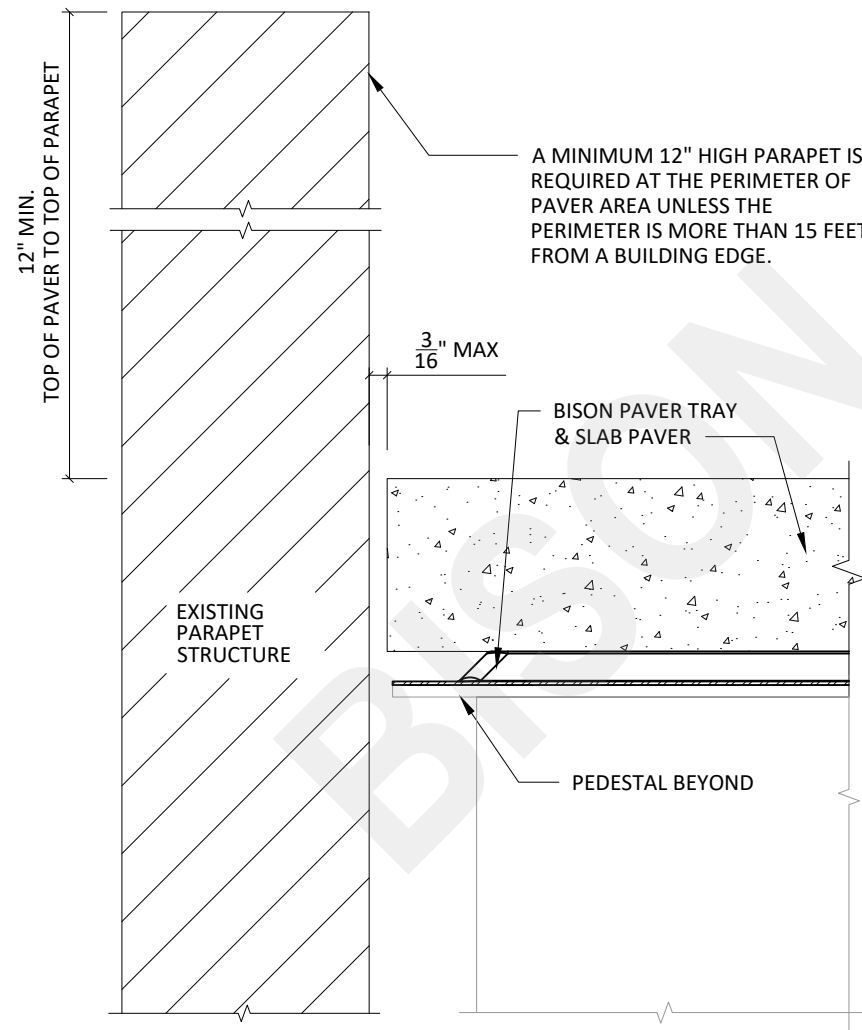 12" MIN.
TOP OF PAVER TO TOP OF PARAPET
A MINIMUM 12" HIGH PARAPET IS
REQUIRED AT THE PERIMETER OF
PAVER AREA UNLESS THE
PERIMETER IS MORE THAN 15 FEET
FROM A BUILDING EDGE.
3/16" MAX
BISON PAVER TRAY
& SLAB PAVER
EXISTING
PARAPET
STRUCTURE
PEDESTAL BEYOND
BISON